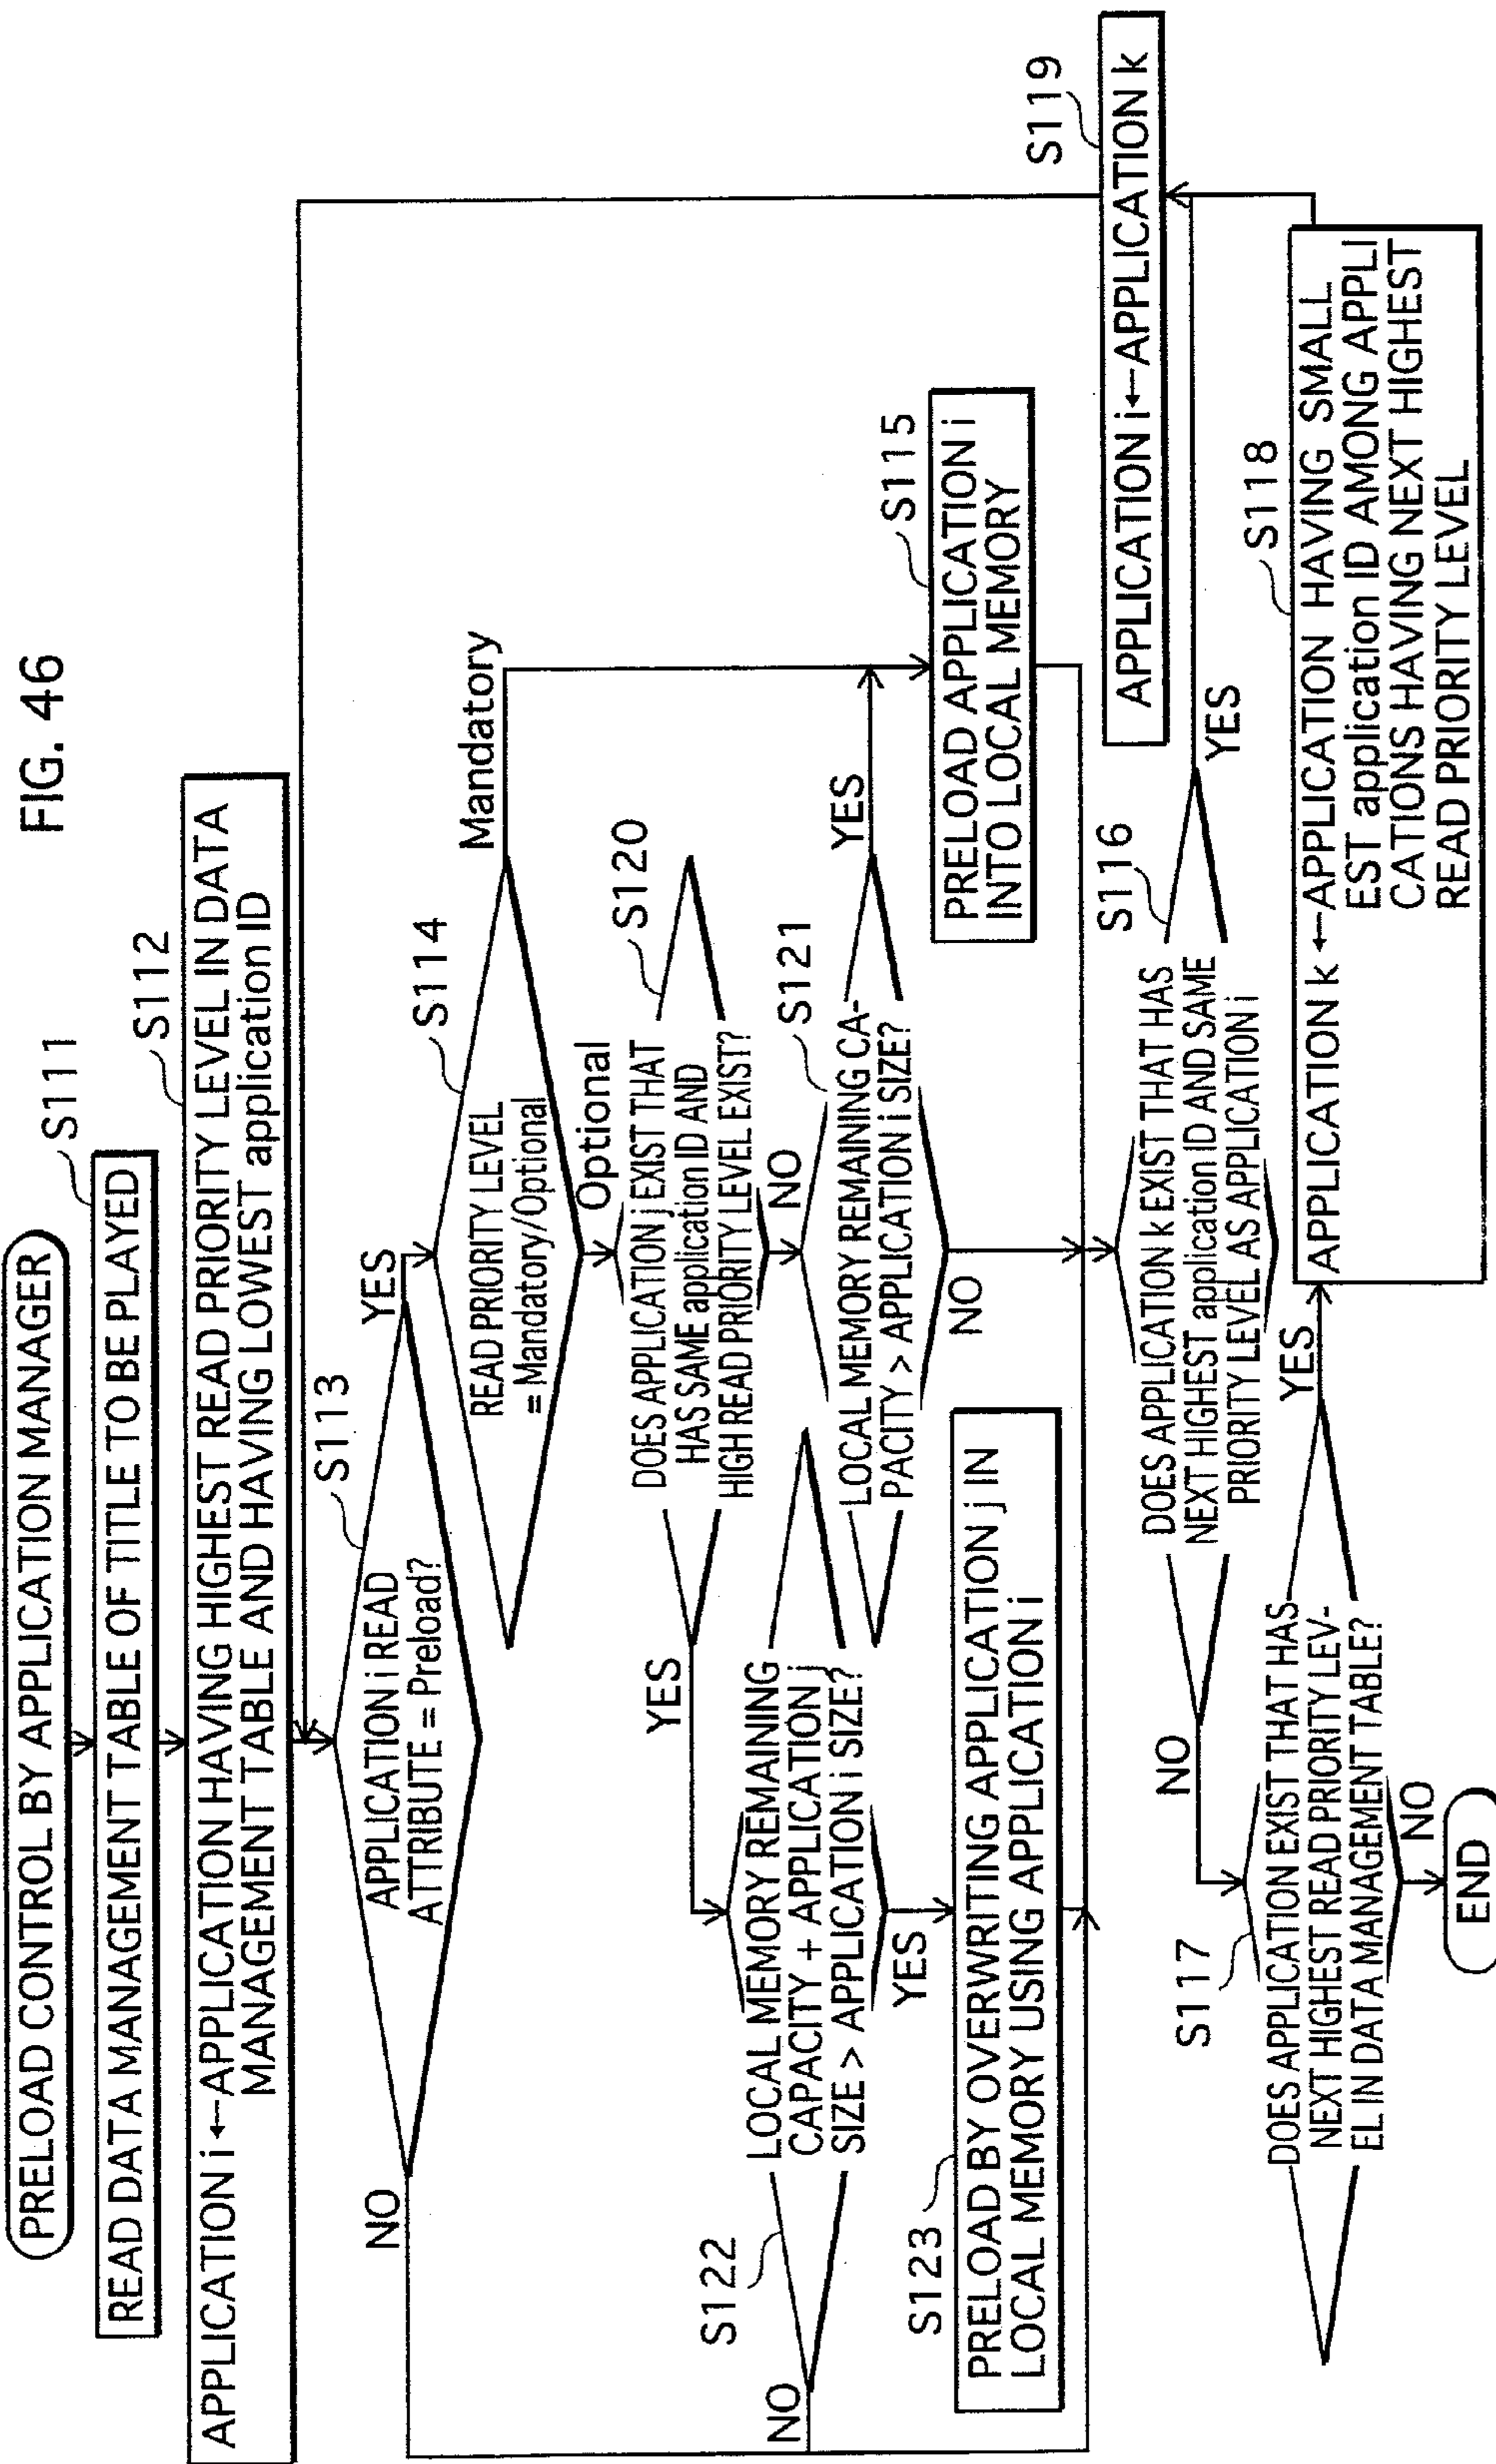 FIG. 46
PRELOAD CONTROL BY APPLICATION MANAGER
S111
READ DATA MANAGEMENT TABLE OF TITLE TO BE PLAYED
S112
APPLICATION i ← APPLICATION HAVING HIGHEST READ PRIORITY LEVEL IN DATA
MANAGEMENT TABLE AND HAVING LOWEST application ID
S113
APPLICATION i READ
ATTRIBUTE = Preload?
NO
YES
S114
READ PRIORITY LEVEL
= Mandatory/Optional
Mandatory
Optional
S120
DOES APPLICATION j EXIST THAT
HAS SAME application ID AND
HIGH READ PRIORITY LEVEL EXIST?
YES
NO
S121
LOCAL MEMORY REMAINING CA-
PACITY > APPLICATION i SIZE?
YES
NO
S122
LOCAL MEMORY REMAINING
CAPACITY + APPLICATION j
SIZE > APPLICATION i SIZE?
NO
YES
S123
PRELOAD BY OVERWRITING APPLICATION j IN
LOCAL MEMORY USING APPLICATION i
S115
PRELOAD APPLICATION i
INTO LOCAL MEMORY
S116
DOES APPLICATION k EXIST THAT HAS
NEXT HIGHEST application ID AND SAME
PRIORITY LEVEL AS APPLICATION i
NO
YES
S119
APPLICATION i ← APPLICATION k
S117
DOES APPLICATION EXIST THAT HAS
NEXT HIGHEST READ PRIORITY LEV-
EL IN DATA MANAGEMENT TABLE?
YES
NO
S118
APPLICATION k ← APPLICATION HAVING SMALL
EST application ID AMONG APPLI
CATIONS HAVING NEXT HIGHEST
READ PRIORITY LEVEL
END